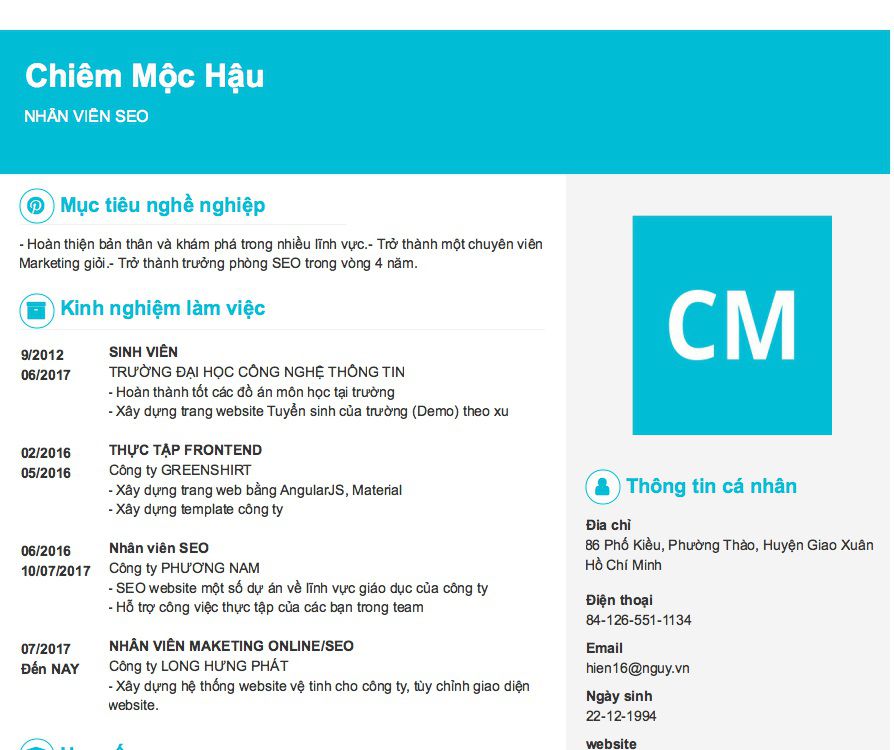 Chiêm Mộc Hậu
NHÂN VIÊN SEO
Mục tiêu nghề nghiệp
- Hoàn thiện bản thân và khám phá trong nhiều lĩnh vực.- Trở thành một chuyên viên
Marketing giỏi.- Trở thành trưởng phòng SEO trong vòng 4 năm.
Kinh nghiệm làm việc
9/2012
06/2017
SINH VIÊN
TRƯỜNG ĐẠI HỌC CÔNG NGHỆ THÔNG TIN
- Hoàn thành tốt các đồ án môn học tại trường
- Xây dựng trang website Tuyển sinh của trường (Demo) theo xu
02/2016
05/2016
THỰC TẬP FRONTEND
Công ty GREENSHIRT
- Xây dựng trang web bằng AngularJS, Material
- Xây dựng template công ty
06/2016
10/07/2017
Nhân viên SEO
Công ty PHƯƠNG NAM
- SEO website một số dự án về lĩnh vực giáo dục của công ty
- Hỗ trợ công việc thực tập của các bạn trong team
07/2017
Đến NAY
NHÂN VIÊN MAKETING ONLINE/SEO
Công ty LONG HƯNG PHÁT
- Xây dựng hệ thống website vệ tinh cho công ty, tùy chỉnh giao diện
website.
CM
Thông tin cá nhân
Đia chỉ
86 Phố Kiều, Phường Thào, Huyện Giao Xuân
Hồ Chí Minh
Điện thoại
84-126-551-1134
Email
hien16@nguy.vn
Ngày sinh
22-12-1994
website